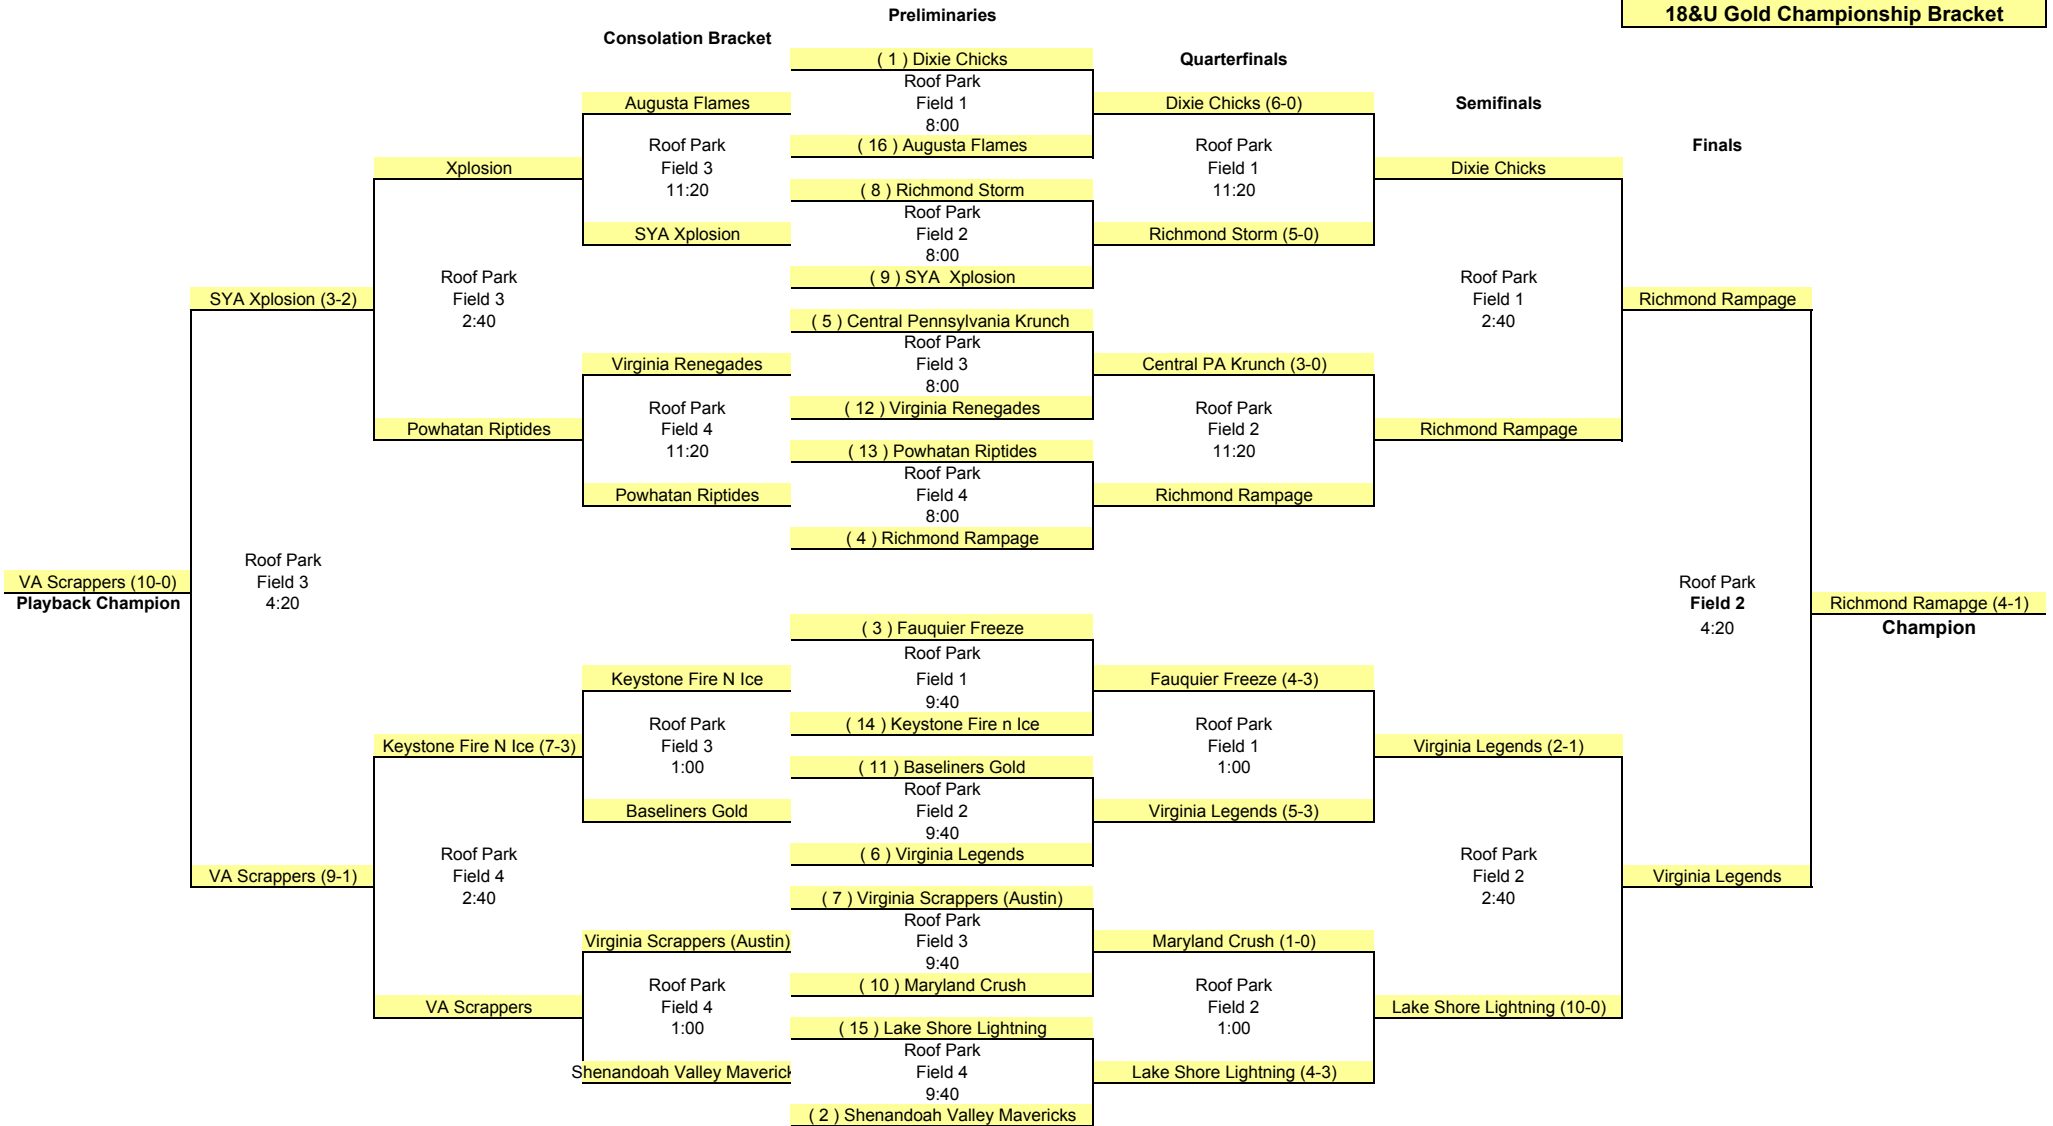 18&U Gold Championship Bracket
Preliminaries
Consolation Bracket
Quarterfinals
Semifinals
Finals
( 1 ) Dixie Chicks
Roof Park
Field 1
8:00
( 16 ) Augusta Flames
( 8 ) Richmond Storm
Roof Park
Field 2
8:00
( 9 ) SYA  Xplosion
( 5 ) Central Pennsylvania Krunch
Roof Park
Field 3
8:00
( 12 ) Virginia Renegades
( 13 ) Powhatan Riptides
Roof Park
Field 4
8:00
( 4 ) Richmond Rampage
( 3 ) Fauquier Freeze
Roof Park
Field 1
9:40
( 14 ) Keystone Fire n Ice
( 11 ) Baseliners Gold
Roof Park
Field 2
9:40
( 6 ) Virginia Legends
( 7 ) Virginia Scrappers (Austin)
Roof Park
Field 3
9:40
( 10 ) Maryland Crush
( 15 ) Lake Shore Lightning
Roof Park
Field 4
9:40
( 2 ) Shenandoah Valley Mavericks
Augusta Flames
Roof Park
Field 3
11:20
SYA Xplosion
Virginia Renegades
Roof Park
Field 4
11:20
Powhatan Riptides
Keystone Fire N Ice
Roof Park
Field 3
1:00
Baseliners Gold
Virginia Scrappers (Austin)
Roof Park
Field 4
1:00
Shenandoah Valley Maverick
Xplosion
Roof Park
Field 3
2:40
Powhatan Riptides
Keystone Fire N Ice (7-3)
Roof Park
Field 4
2:40
VA Scrappers
SYA Xplosion (3-2)
Roof Park
Field 3
4:20
VA Scrappers (9-1)
VA Scrappers (10-0)
Playback Champion
Dixie Chicks (6-0)
Roof Park
Field 1
11:20
Richmond Storm (5-0)
Central PA Krunch (3-0)
Roof Park
Field 2
11:20
Richmond Rampage
Fauquier Freeze (4-3)
Roof Park
Field 1
1:00
Virginia Legends (5-3)
Maryland Crush (1-0)
Roof Park
Field 2
1:00
Lake Shore Lightning (4-3)
Dixie Chicks
Roof Park
Field 1
2:40
Richmond Rampage
Virginia Legends (2-1)
Roof Park
Field 2
2:40
Lake Shore Lightning (10-0)
Richmond Rampage
Roof Park
Field 2
4:20
Virginia Legends
Richmond Ramapge (4-1)
Champion